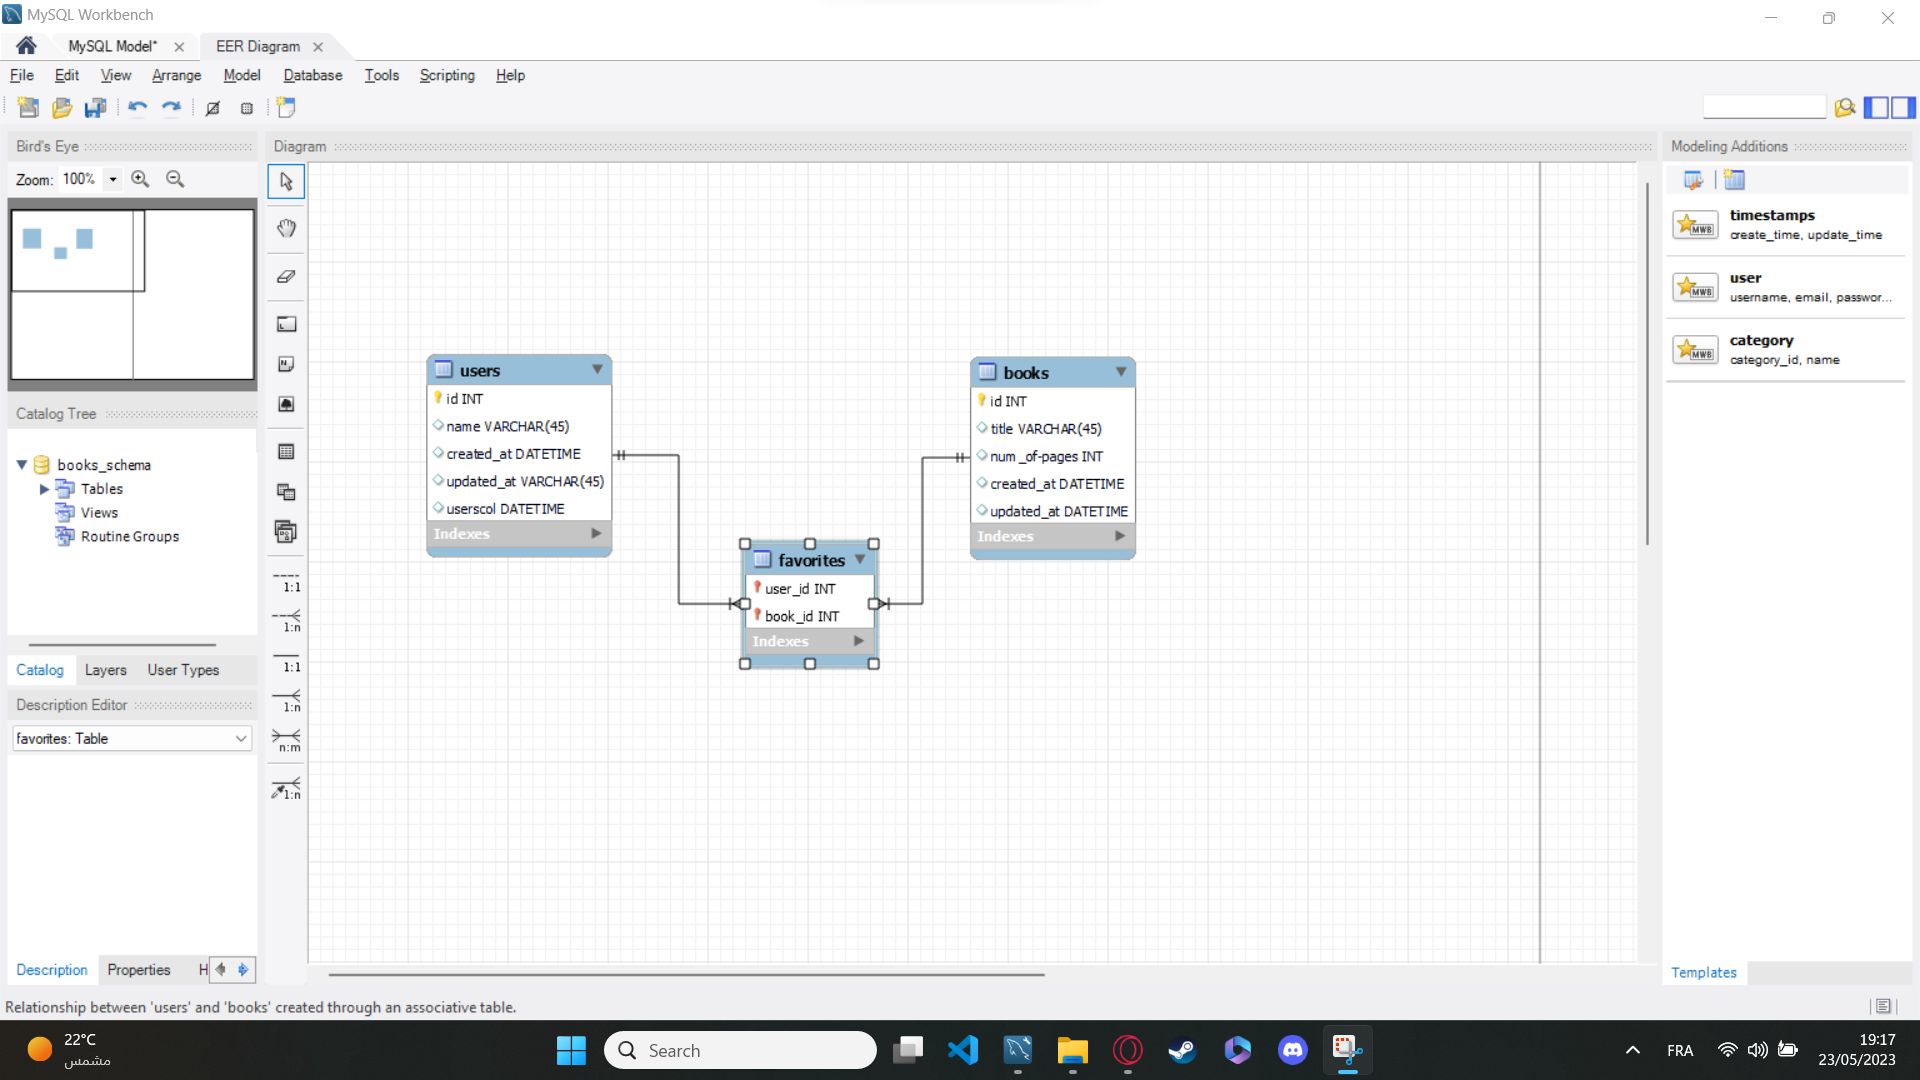 MySQL Workbench
MySQL Model*
EER Diagram
File Edit View Arrange Model Database Tools Scripting Help
Bird's Eye
Diagram
Modeling Additions
Zoom: 100%
timestamps
create_time, update_time
user
username, email, passwor...
category
category_id, name
MWB
MWB
MWB
Catalog Tree
books_schema
Tables
Views
Routine Groups
Catalog Layers User Types
Description Editor
favorites: Table
Description Properties H
1:1
1:n
1:1
1:n
n:m
1:n
users
id INT
name VARCHAR(45)
created_at DATETIME
updated_at VARCHAR(45)
userscol DATETIME
Indexes
books
id INT
title VARCHAR(45)
num _of-pages INT
created_at DATETIME
updated_at DATETIME
Indexes
favorites
user_id INT
book_id INT
Indexes
Templates
Relationship between 'users' and 'books' created through an associative table.
22°C
مشمس
Search
FRA
19:17
23/05/2023